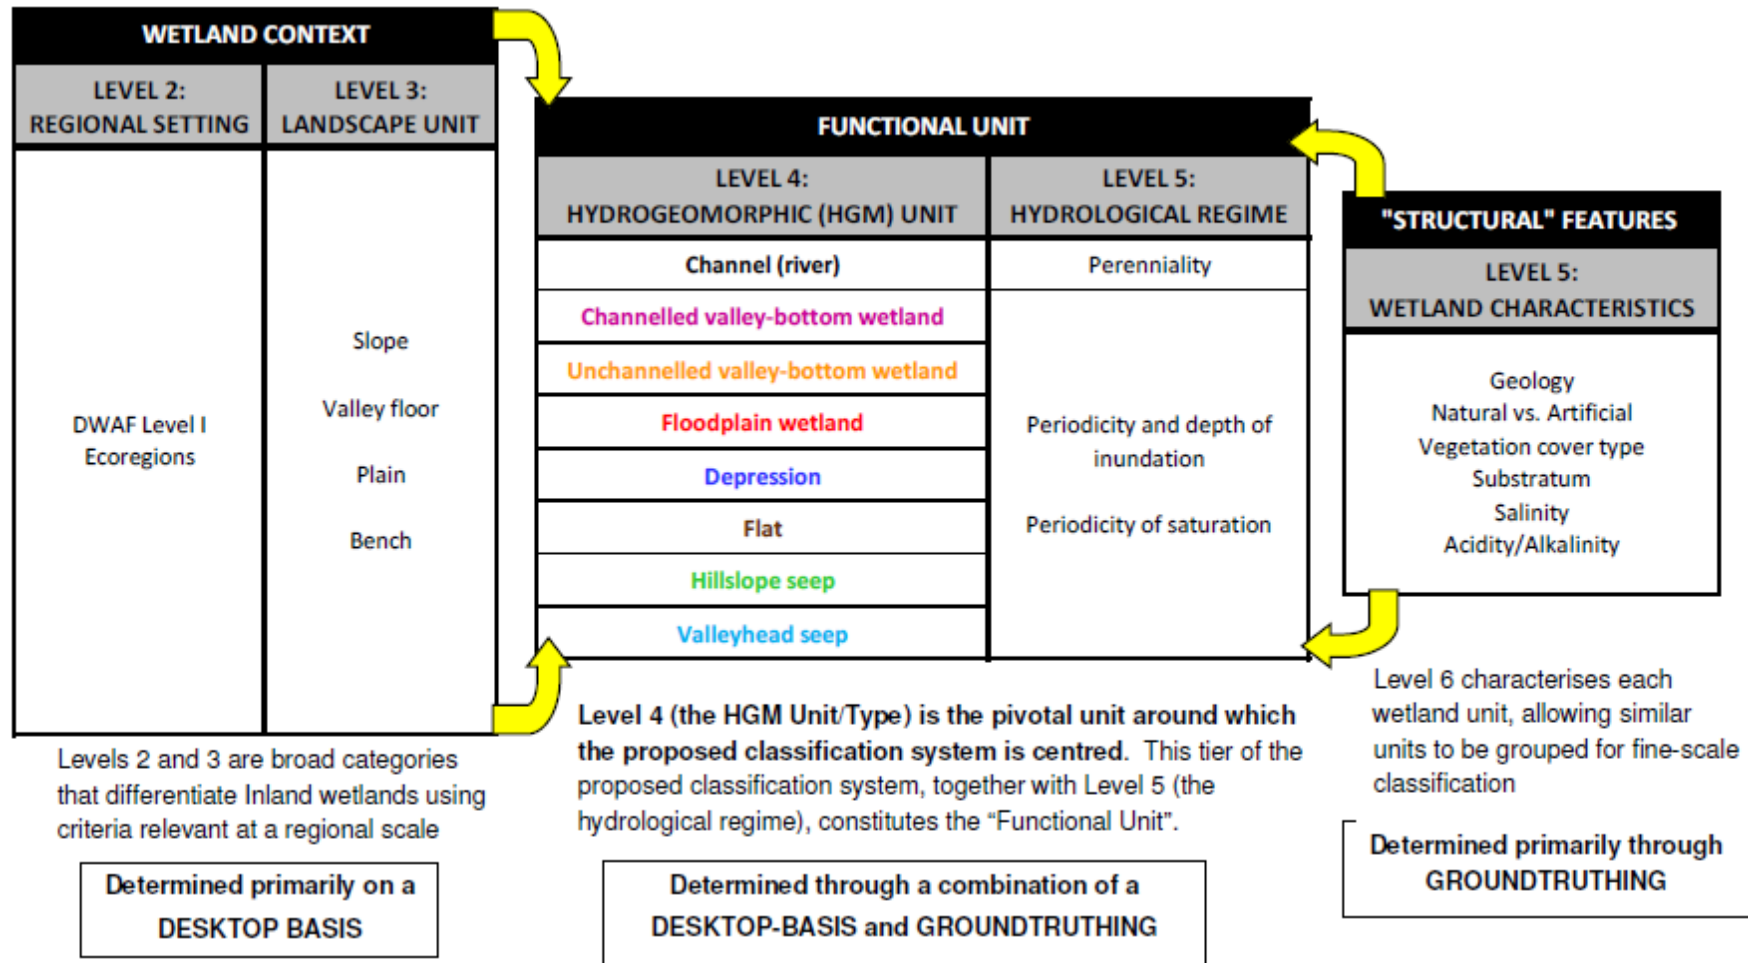 WETLAND CONTEXT
LEVEL 2:
REGIONAL SETTING
LEVEL 3:
LANDSCAPE UNIT
DWAF Level I
Ecoregions
Slope
Valley floor
Plain
Bench
Levels 2 and 3 are broad categories
that differentiate Inland wetlands using
criteria relevant at a regional scale
Determined primarily on a
DESKTOP BASIS
FUNCTIONAL UNIT
LEVEL 4:
HYDROGEOMORPHIC (HGM) UNIT
LEVEL 5:
HYDROLOGICAL REGIME
Channel (river)
Perenniality
Channelled valley-bottom wetland
Unchannelled valley-bottom wetland
Floodplain wetland
Depression
Flat
Hillslope seep
Valleyhead seep
Periodicity and depth of
inundation
Periodicity of saturation
Level 4 (the HGM Unit/Type) is the pivotal unit around which
the proposed classification system is centred. This tier of the
proposed classification system, together with Level 5 (the
hydrological regime), constitutes the “Functional Unit”.
Determined through a combination of a
DESKTOP-BASIS and GROUNDTRUTHING
"STRUCTURAL" FEATURES
LEVEL 5:
WETLAND CHARACTERISTICS
Geology
Natural vs. Artificial
Vegetation cover type
Substratum
Salinity
Acidity/Alkalinity
Level 6 characterises each
wetland unit, allowing similar
units to be grouped for fine-scale
classification
Determined primarily through
GROUNDTRUTHING